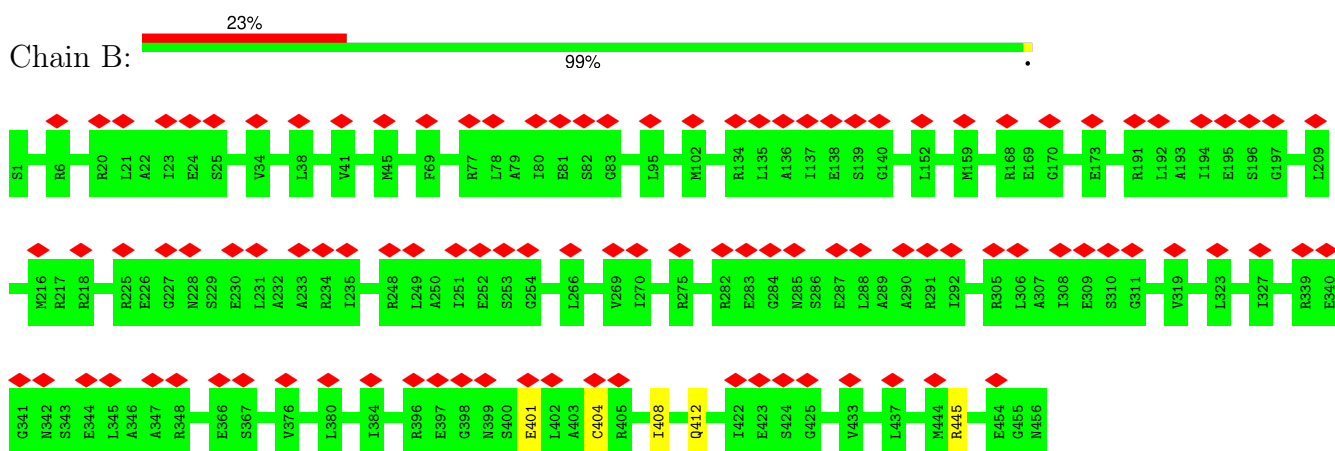 23%
Chain B:
99%
.
S1 R6 R20 L21 A22 I23 E24 S25 V34 L38 V41 M45 F69 R77 L78 A79 I80 E81 S82 G83 L95 M102 R134 L135 A136 I137 E138 S139 G140 L152 M159 R168 E169 G170 E173 R191 L192 A193 I194 E195 S196 G197 L209
M216 R217 R218 R225 E226 G227 N228 S229 E230 L231 A232 A233 R234 I235 R248 L249 A250 I251 E252 S253 G254 L266 V269 I270 R275 R282 E283 G284 N285 S286 E287 L288 A289 A290 R291 I292 R305 L306 A307 I308 E309 S310 G311 V319 L323 I327 R339 E340
G341 N342 S343 E344 L345 A346 A347 R348 E366 S367 V376 L380 I384 R396 E397 G398 N399 S400 E401 L402 A403 C404 R405 I408 Q412 I422 E423 S424 G425 V433 L437 M444 R445 E454 G455 N456